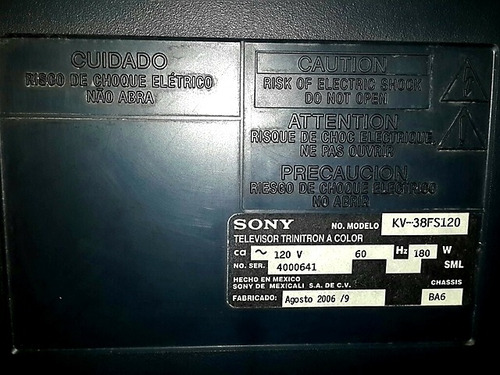 CUIDADO
RISCO DE CHOQUE ELÉTRICO
NÃO ABRA
CAUTION
RISK OF ELECTRIC SHOCK
DO NOT OPEN
ATTENTION
RISQUE DE CHOC ELECTRIQUE
NE PAS OUVRIR
PRECAUCION
RIESGO DE CHOQUE ELECTRICO
NO ABRIR
SONY NO. MODELO KV-38FS120
TELEVISOR TRINITRON A COLOR
ca ~ 120 V 60 Hz 180 W
NO. SER. 4000641 SML
HECHO EN MEXICO
SONY DE MEXICALI S.A. DE C.V. CHASSIS
FABRICADO: Agosto 2006 /9 BA6